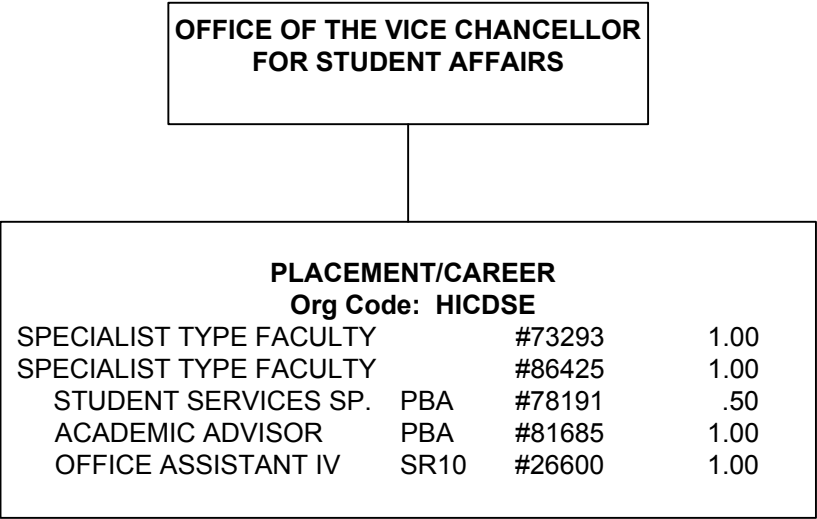 OFFICE OF THE VICE CHANCELLOR
FOR STUDENT AFFAIRS
PLACEMENT/CAREER
Org Code: HICDSE
SPECIALIST TYPE FACULTY #73293 1.00
SPECIALIST TYPE FACULTY #86425 1.00
STUDENT SERVICES SP. PBA #78191 .50
ACADEMIC ADVISOR PBA #81685 1.00
OFFICE ASSISTANT IV SR10 #26600 1.00